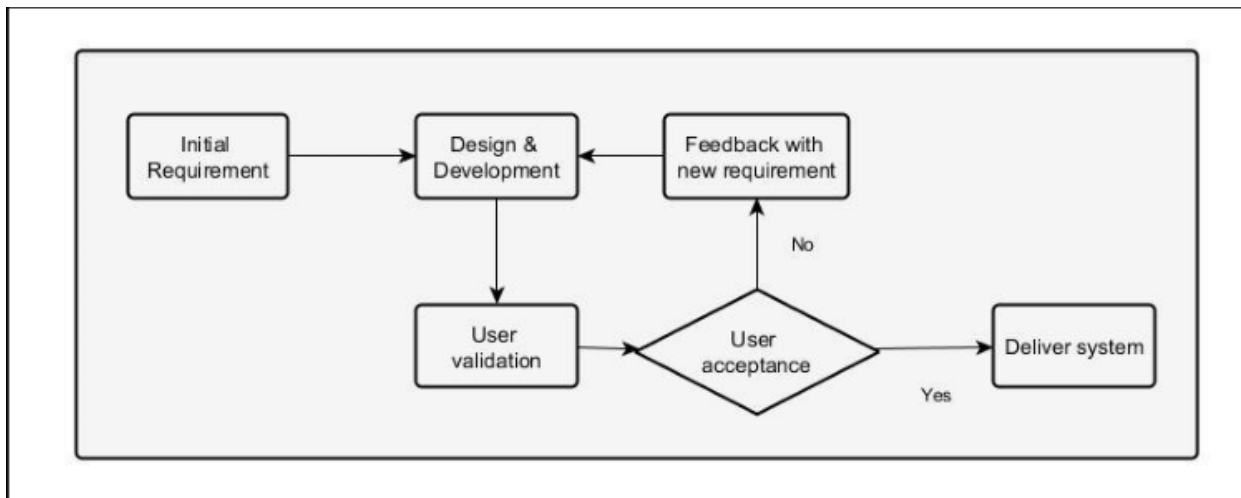 Initial
Requirement
Design &
Development
Feedback with
new requirement
No
User
validation
User
acceptance
Deliver system
Yes